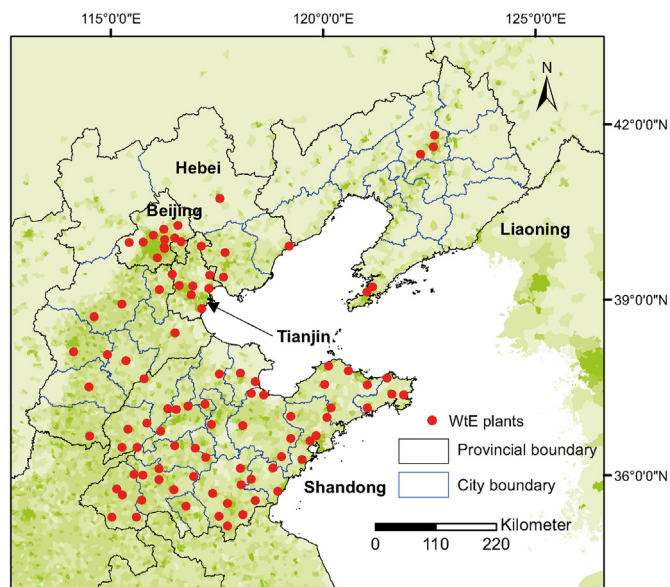 115°0'0"E 120°0'0"E 125°0'0"E
N
42°0'0"N
Hebei
Beijing
Liaoning
39°0'0"N
Tianjin
WtE plants
Provincial boundary
City boundary
36°0'0"N
Shandong
Kilometer
0 110 220